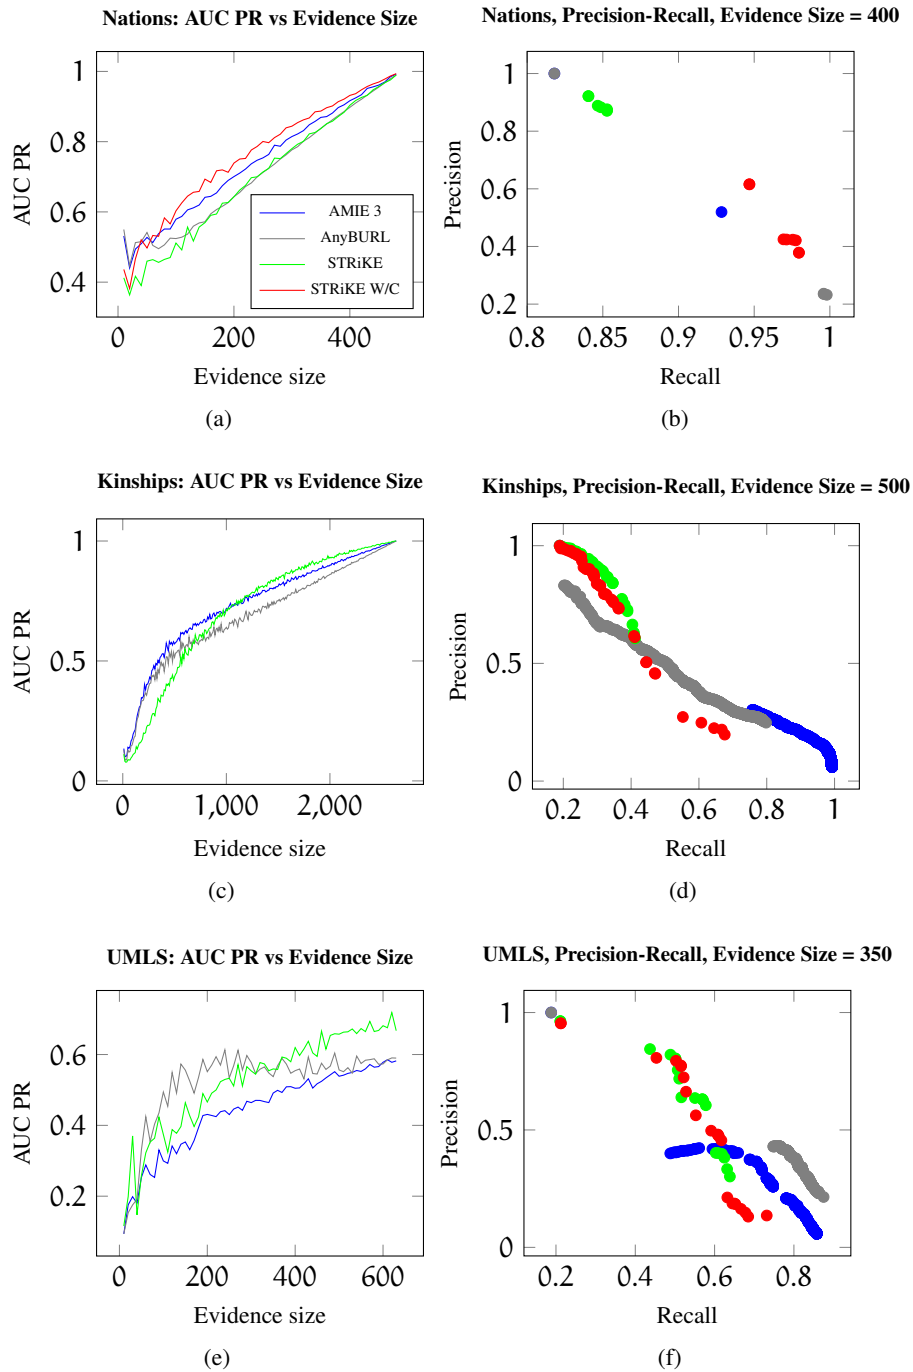 Nations: AUC PR vs Evidence Size
AUC PR
1
0.8
0.6
0.4
0 200 400
Evidence size
AMIE 3
AnyBURL
STRiKE
STRiKE W/C
(a)
Nations, Precision-Recall, Evidence Size = 400
Precision
1
0.8
0.6
0.4
0.2
0.8 0.85 0.9 0.95 1
Recall
(b)
Kinships: AUC PR vs Evidence Size
AUC PR
1
0.5
0
0 1,000 2,000
Evidence size
(c)
Kinships, Precision-Recall, Evidence Size = 500
Precision
1
0.5
0
0.2 0.4 0.6 0.8 1
Recall
(d)
UMLS: AUC PR vs Evidence Size
AUC PR
0.6
0.4
0.2
0 200 400 600
Evidence size
(e)
UMLS, Precision-Recall, Evidence Size = 350
Precision
1
0.5
0
0.2 0.4 0.6 0.8
Recall
(f)